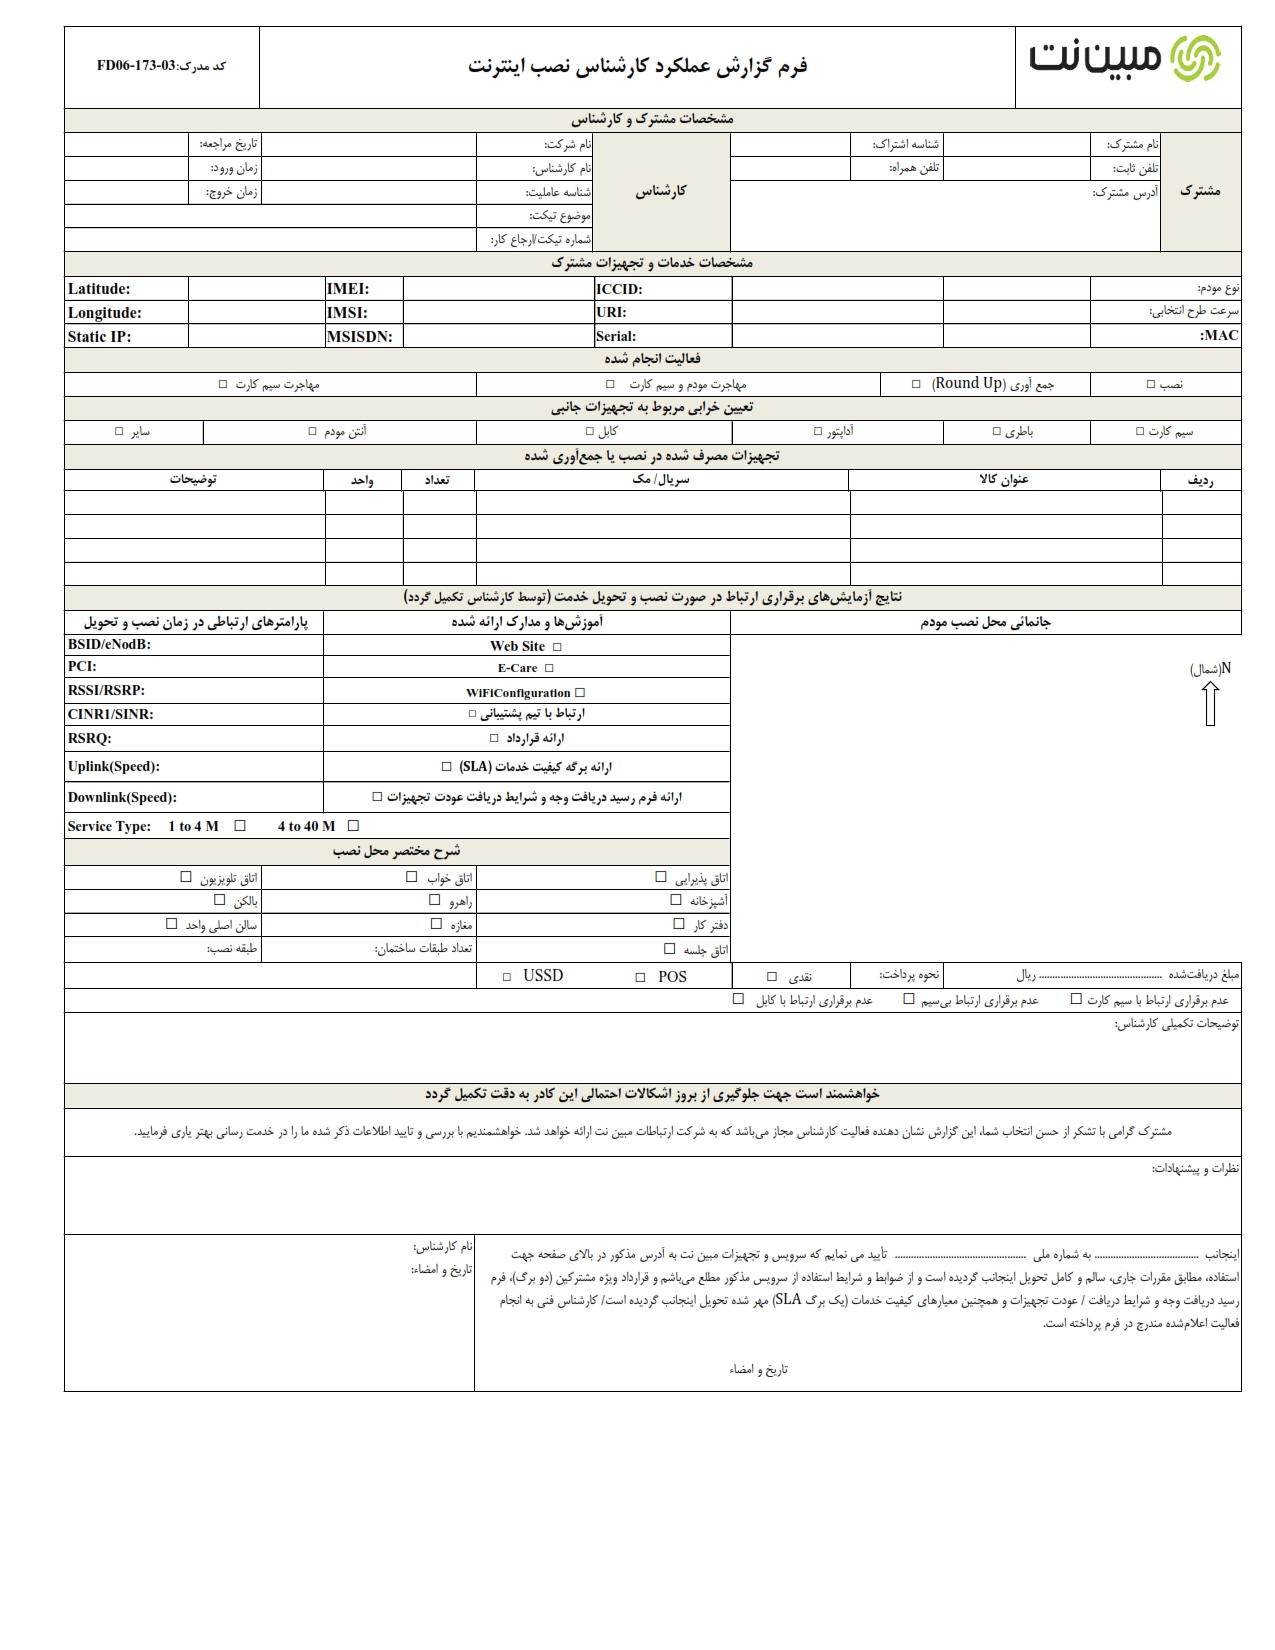 مبین نت
فرم گزارش عملکرد کارشناس نصب اینترنت
کد مدرک:FD06-173-03
مشخصات مشترک و کارشناس
مشترک
نام مشترک: شناسه اشتراک:
تلفن ثابت: تلفن همراه:
آدرس مشترک:
کارشناس
نام شرکت: تاریخ مراجعه:
نام کارشناس: زمان ورود:
شناسه عاملیت: زمان خروج:
موضوع تیکت:
شماره تیکت/ارجاع کار:
مشخصات خدمات و تجهیزات مشترک
نوع مودم: ICCID: IMEI: Latitude:
سرعت طرح انتخابی: URI: IMSI: Longitude:
MAC: Serial: MSISDN: Static IP:
فعالیت انجام شده
نصب □ جمع آوری (Round Up) □ مهاجرت مودم و سیم کارت □ مهاجرت سیم کارت □
تعیین خرابی مربوط به تجهیزات جانبی
سیم کارت □ باطری □ آداپتور □ کابل □ آنتن مودم □ سایر □
تجهیزات مصرف شده در نصب یا جمع‌آوری شده
ردیف عنوان کالا سریال/ مک تعداد واحد توضیحات
نتایج آزمایش‌های برقراری ارتباط در صورت نصب و تحویل خدمت (توسط کارشناس تکمیل گردد)
جانمائی محل نصب مودم آموزش‌ها و مدارک ارائه شده پارامترهای ارتباطی در زمان نصب و تحویل
N(شمال)
Web Site □ BSID/eNodB:
E-Care □ PCI:
WiFiConfiguration □ RSSI/RSRP:
ارتباط با تیم پشتیبانی □ CINR1/SINR:
ارائه قرارداد □ RSRQ:
ارائه برگه کیفیت خدمات (SLA) □ Uplink(Speed):
ارائه فرم رسید دریافت وجه و شرایط دریافت عودت تجهیزات □ Downlink(Speed):
Service Type: 1 to 4 M □ 4 to 40 M □
شرح مختصر محل نصب
اتاق پذیرایی □ اتاق خواب □ اتاق تلویزیون □
آشپزخانه □ راهرو □ بالکن □
دفتر کار □ مغازه □ سالن اصلی واحد □
اتاق جلسه □ تعداد طبقات ساختمان: طبقه نصب:
مبلغ دریافت‌شده .............................................. ریال نحوه پرداخت: نقدی □ POS □ USSD □
عدم برقراری ارتباط با سیم کارت □ عدم برقراری ارتباط بی‌سیم □ عدم برقراری ارتباط با کابل □
توضیحات تکمیلی کارشناس:
خواهشمند است جهت جلوگیری از بروز اشکالات احتمالی این کادر به دقت تکمیل گردد
مشترک گرامی با تشکر از حسن انتخاب شما، این گزارش نشان دهنده فعالیت کارشناس مجاز می‌باشد که به شرکت ارتباطات مبین نت ارائه خواهد شد. خواهشمندیم با بررسی و تایید اطلاعات ذکر شده ما را در خدمت رسانی بهتر یاری فرمایید.
نظرات و پیشنهادات:
اینجانب ....................................... به شماره ملی ................................................. تأیید می نمایم که سرویس و تجهیزات مبین نت به آدرس مذکور در بالای صفحه جهت
استفاده، مطابق مقررات جاری، سالم و کامل تحویل اینجانب گردیده است و از ضوابط و شرایط استفاده از سرویس مذکور مطلع می‌باشم و قرارداد ویژه مشترکین (دو برگ)، فرم
رسید دریافت وجه و شرایط دریافت / عودت تجهیزات و همچنین معیارهای کیفیت خدمات (یک برگ SLA) مهر شده تحویل اینجانب گردیده است/ کارشناس فنی به انجام
فعالیت اعلام‌شده مندرج در فرم پرداخته است.
تاریخ و امضاء
نام کارشناس:
تاریخ و امضاء: